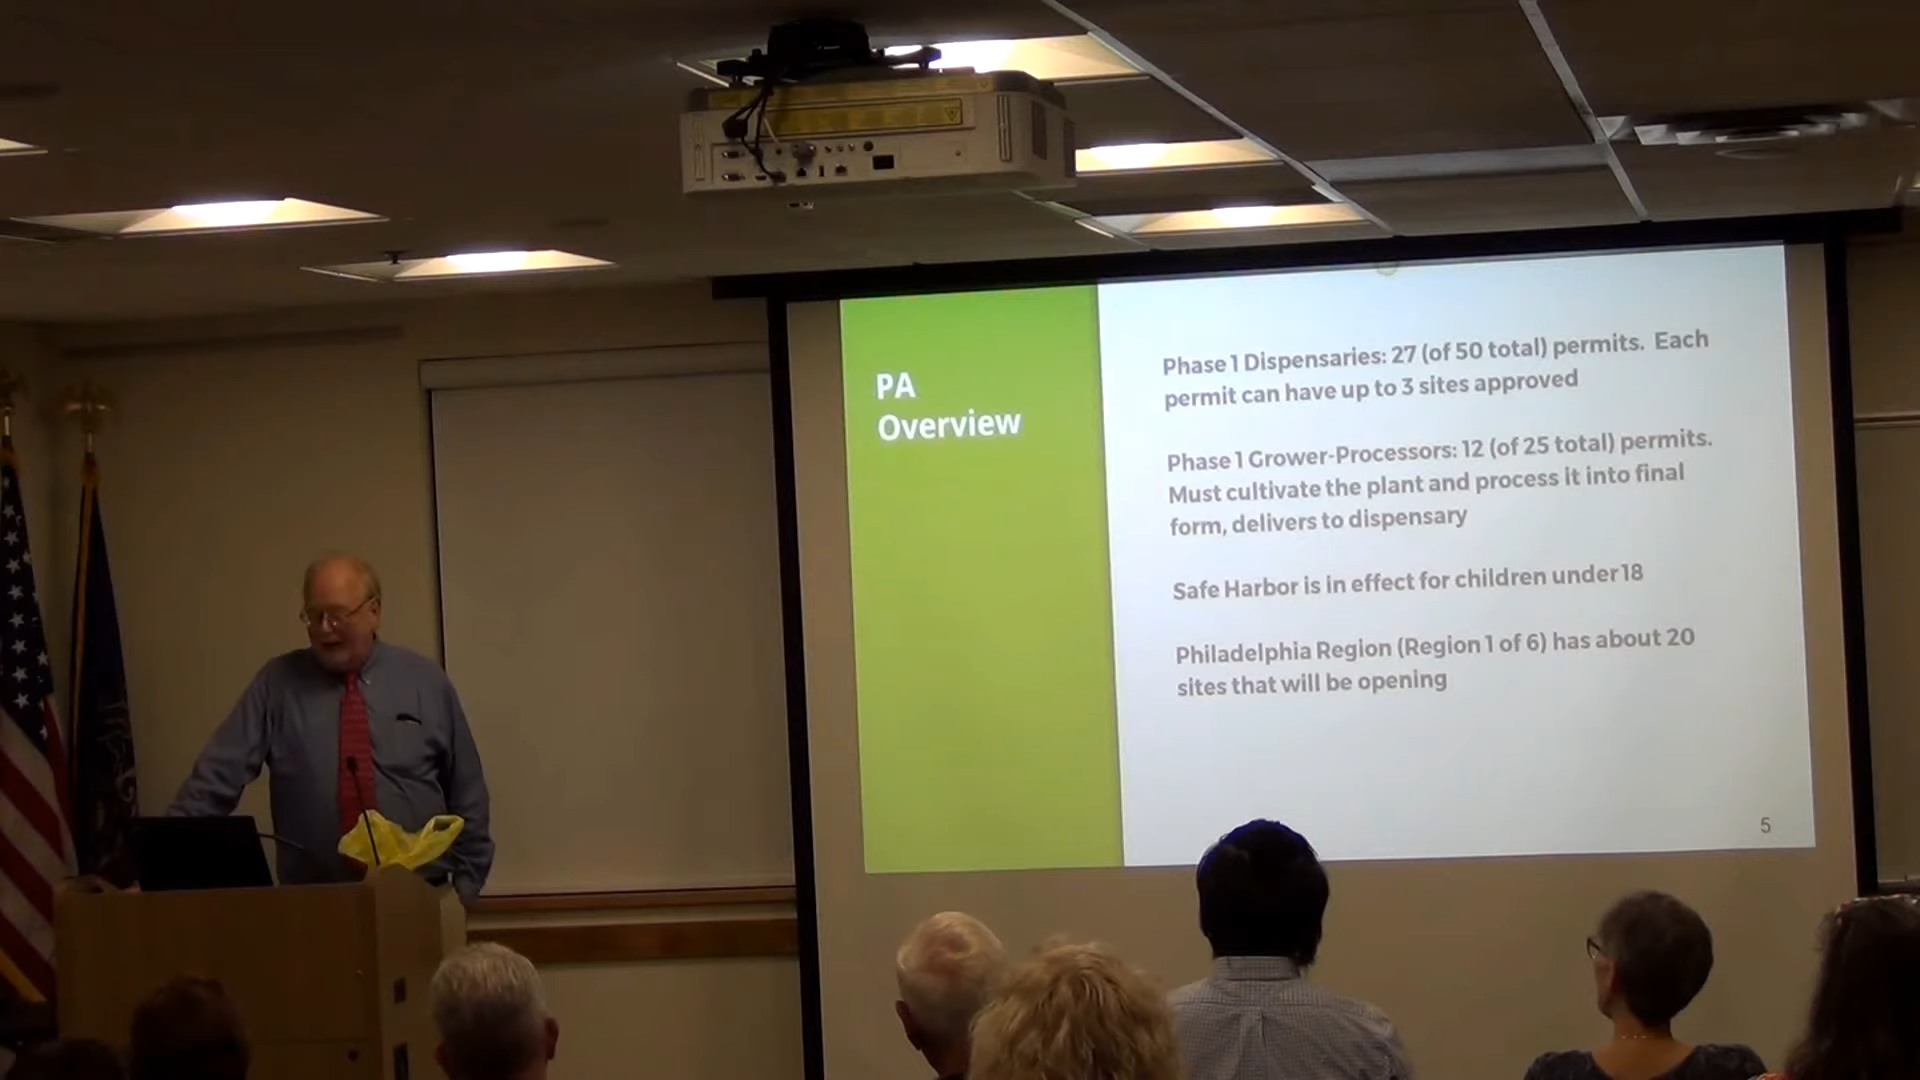 PA
Overview
Phase 1 Dispensaries: 27 (of 50 total) permits. Each
permit can have up to 3 sites approved
Phase 1 Grower-Processors: 12 (of 25 total) permits.
Must cultivate the plant and process it into final
form, delivers to dispensary
Safe Harbor is in effect for children under 18
Philadelphia Region (Region 1 of 6) has about 20
sites that will be opening
5